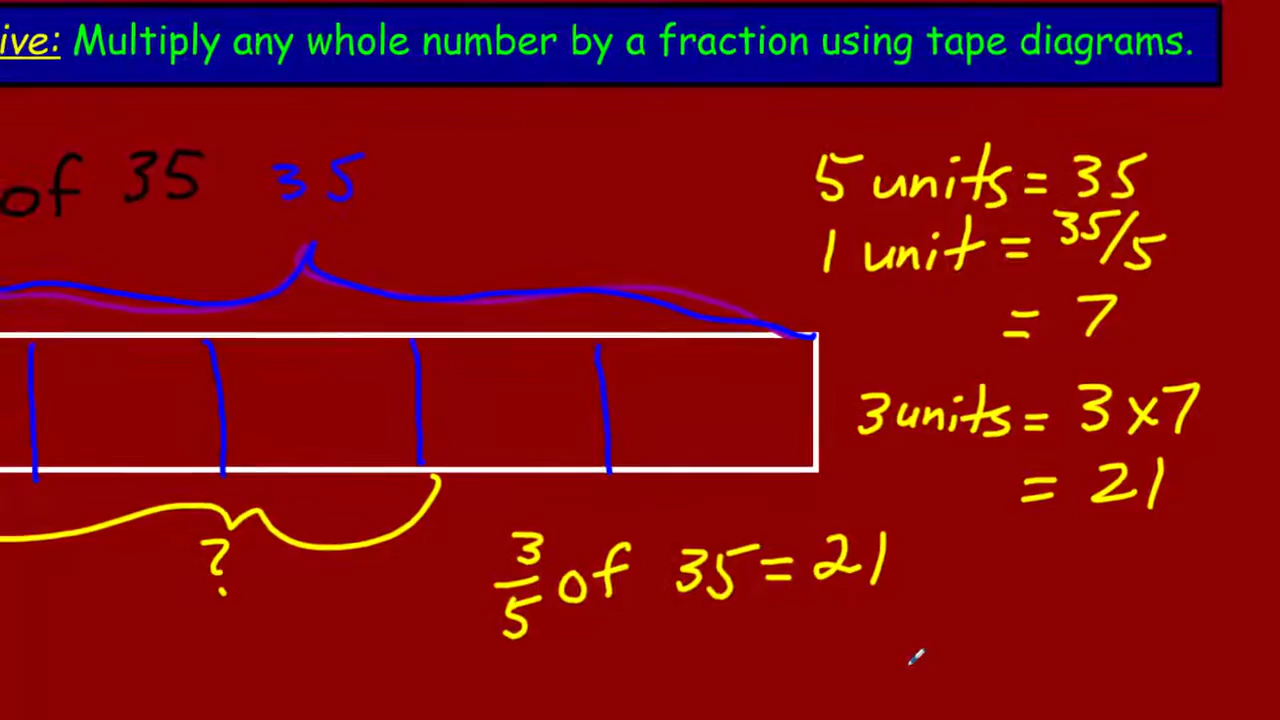 ive: Multiply any whole number by a fraction using tape diagrams.
of 35 35
5 units = 35
1 unit = 35/5
= 7
3 units = 3 x 7
= 21
?
3/5 of 35 = 21